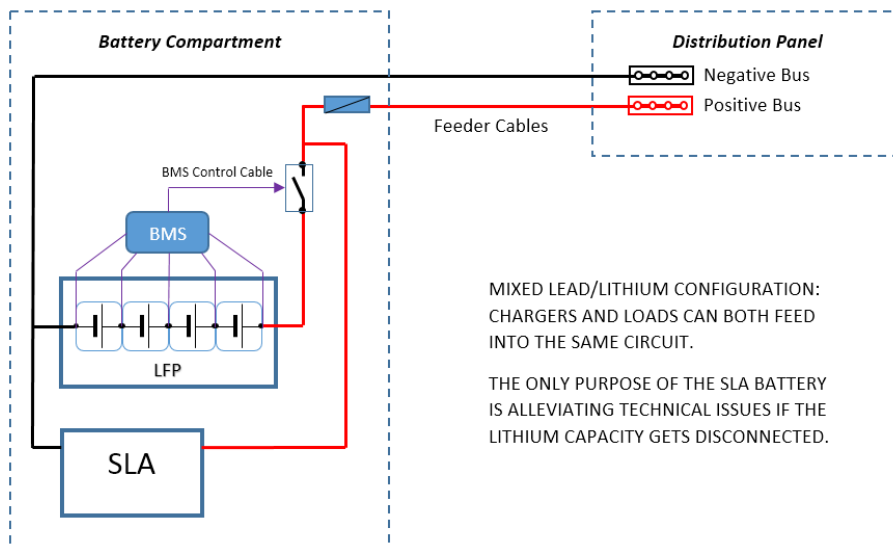 Battery Compartment
Distribution Panel
Negative Bus
Positive Bus
Feeder Cables
BMS Control Cable
BMS
MIXED LEAD/LITHIUM CONFIGURATION:
CHARGERS AND LOADS CAN BOTH FEED
INTO THE SAME CIRCUIT.
LFP
THE ONLY PURPOSE OF THE SLA BATTERY
IS ALLEVIATING TECHNICAL ISSUES IF THE
LITHIUM CAPACITY GETS DISCONNECTED.
SLA